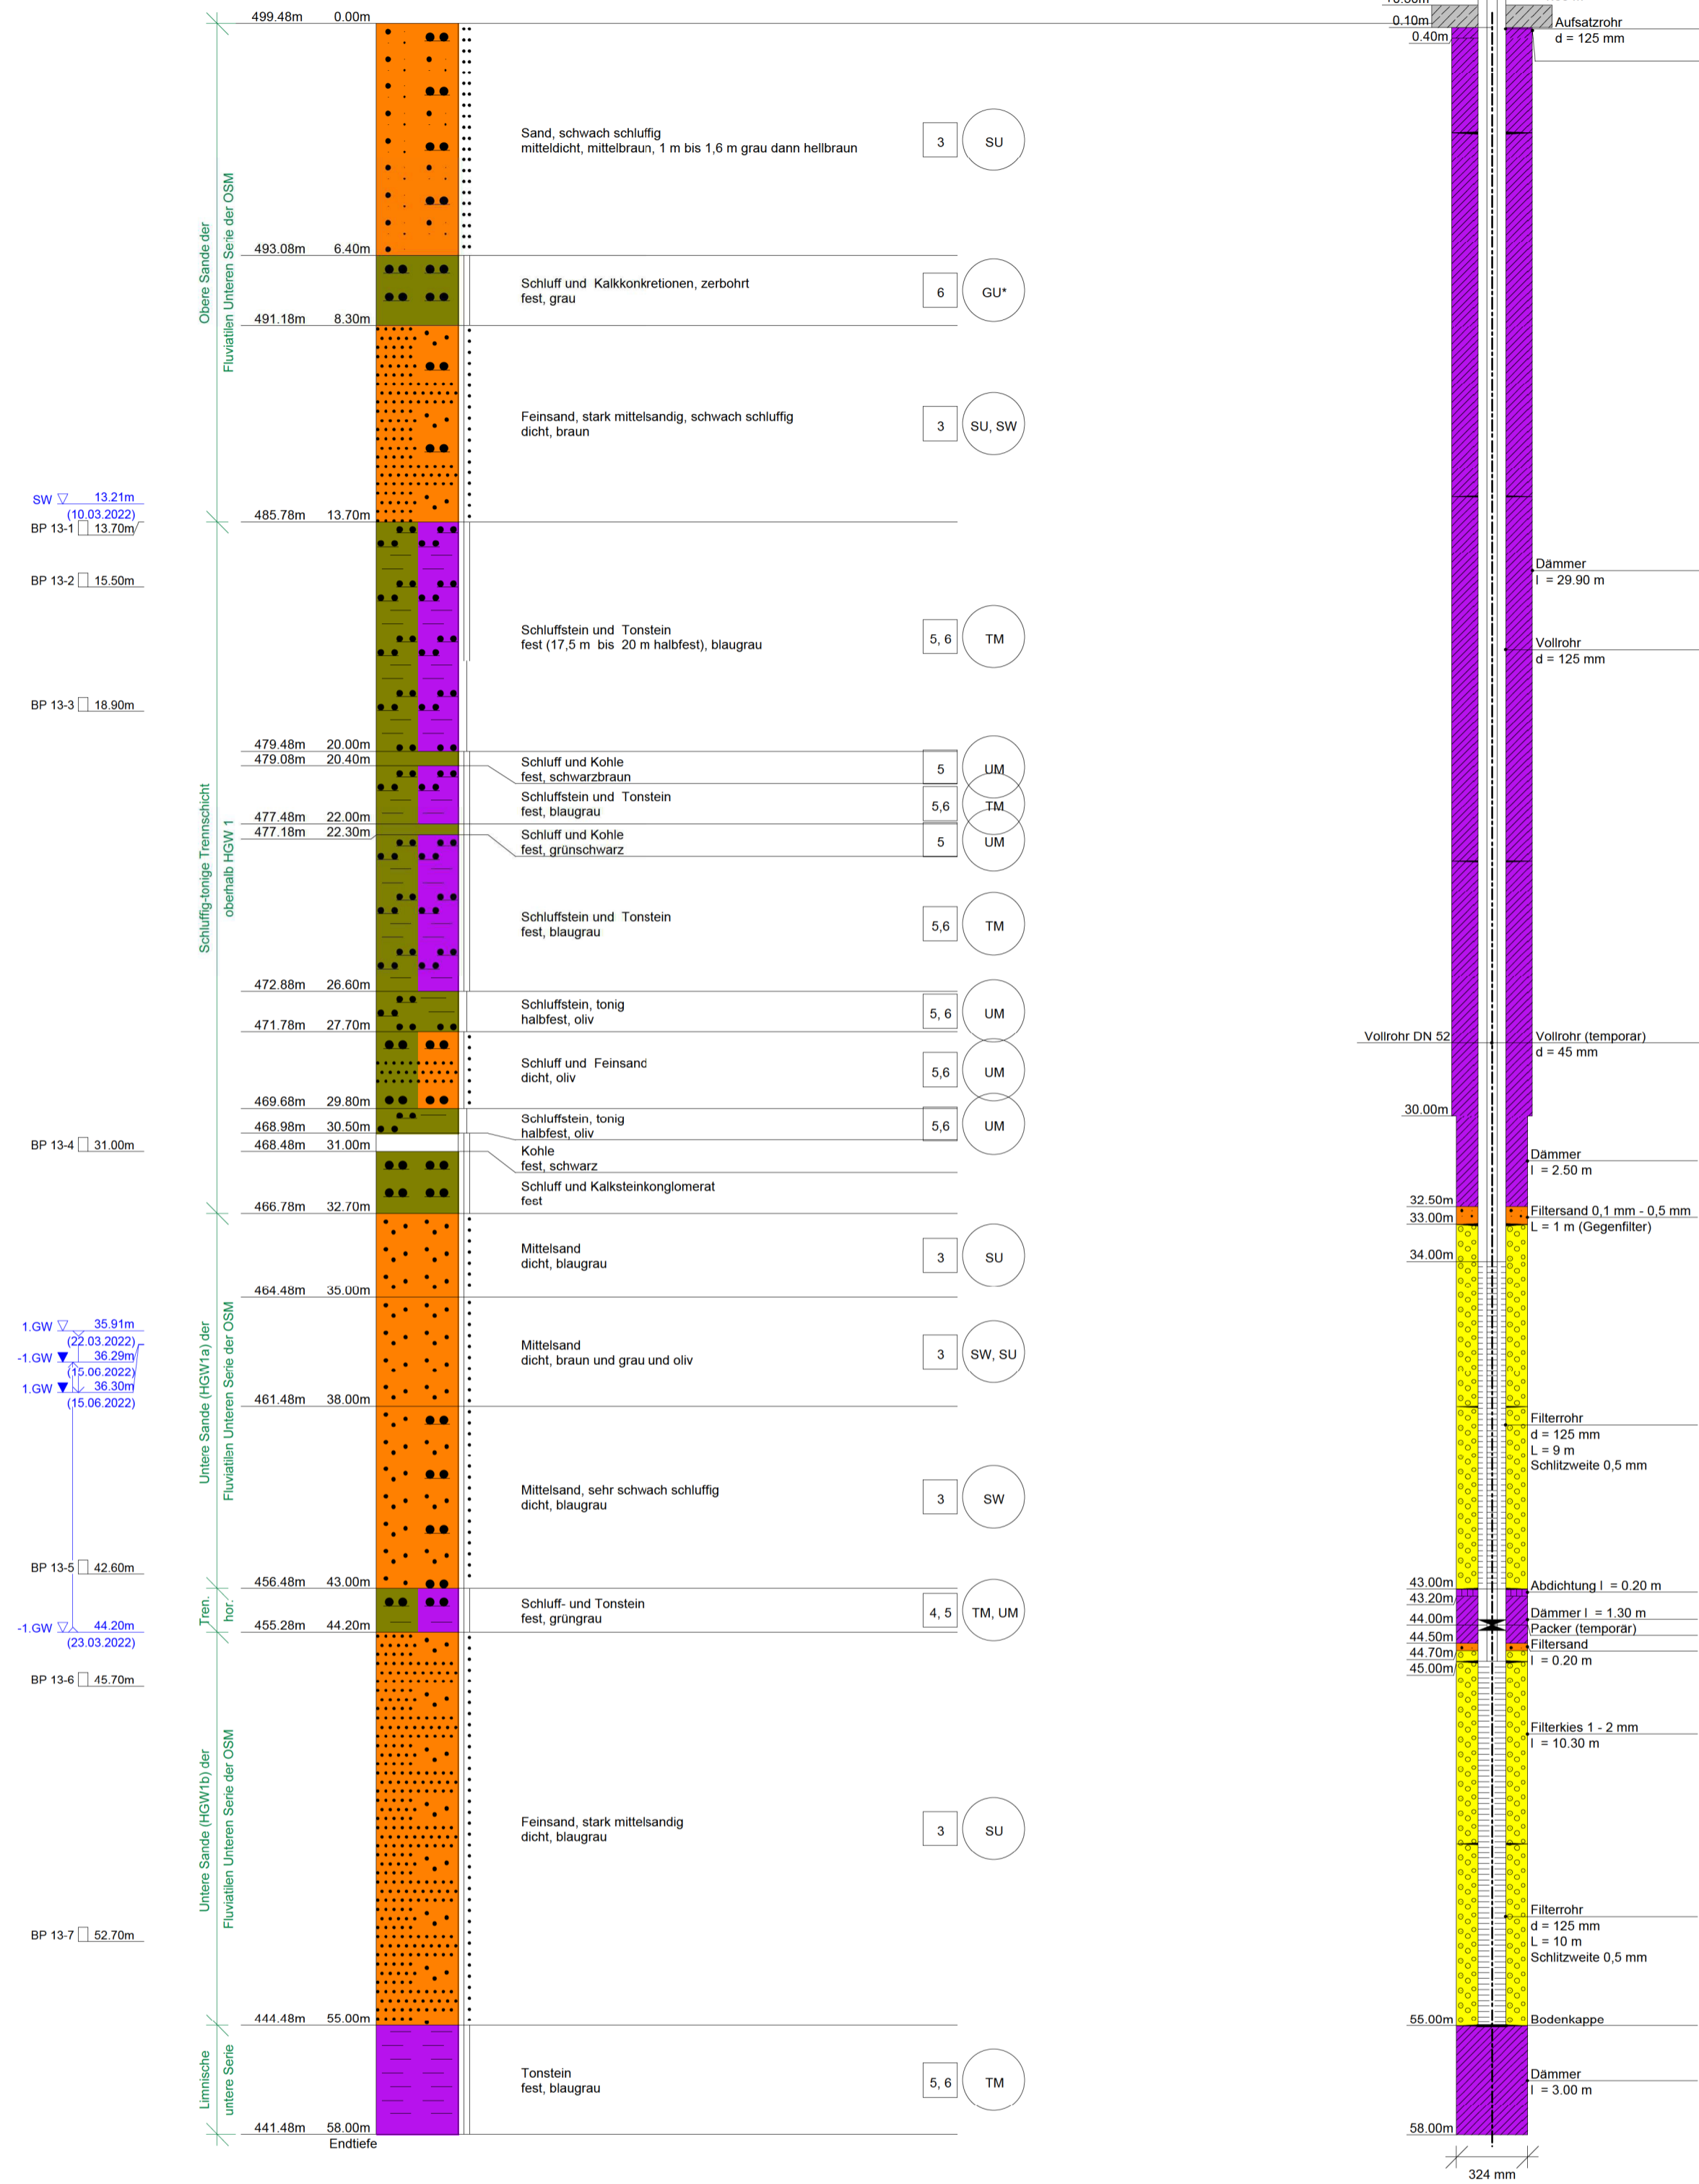 499.48m 0.00m
Sand, schwach schluffig
mitteldicht, mittelbraun, 1 m bis 1,6 m grau dann hellbraun
3 SU
493.08m 6.40m
Schluff und Kalkkonkretionen, zerbohrt
fest, grau
6 GU*
491.18m 8.30m
Feinsand, stark mittelsandig, schwach schluffig
dicht, braun
3 SU, SW
485.78m 13.70m
Schluffstein und Tonstein
fest (17,5 m bis 20 m halbfest), blaugrau
5, 6 TM
479.48m 20.00m
479.08m 20.40m
Schluff und Kohle
fest, schwarzbraun
5 UM
Schluffstein und Tonstein
fest, blaugrau
5,6 TM
477.48m 22.00m
477.18m 22.30m
Schluff und Kohle
fest, grünschwarz
5 UM
Schluffstein und Tonstein
fest, blaugrau
5,6 TM
472.88m 26.60m
Schluffstein, tonig
halbfest, oliv
5, 6 UM
471.78m 27.70m
Schluff und Feinsand
dicht, oliv
5,6 UM
469.68m 29.80m
Schluffstein, tonig
halbfest, oliv
5,6 UM
468.98m 30.50m
468.48m 31.00m
Kohle
fest, schwarz
Schluff und Kalksteinkonglomerat
fest
466.78m 32.70m
Mittelsand
dicht, blaugrau
3 SU
464.48m 35.00m
Mittelsand
dicht, braun und grau und oliv
3 SW, SU
461.48m 38.00m
Mittelsand, sehr schwach schluffig
dicht, blaugrau
3 SW
456.48m 43.00m
Schluff- und Tonstein
fest, grüngrau
4, 5 TM, UM
455.28m 44.20m
Feinsand, stark mittelsandig
dicht, blaugrau
3 SU
444.48m 55.00m
Tonstein
fest, blaugrau
5, 6 TM
441.48m 58.00m
Endtiefe
Obere Sande der
Fluviatilen Unteren Serie der OSM
Schluffig-tonige Trennschicht
oberhalb HGW 1
Untere Sande (HGW1a) der
Fluviatilen Unteren Serie der OSM
Tren.
hor.
Untere Sande (HGW1b) der
Fluviatilen Unteren Serie der OSM
Limnische
untere Serie
SW 13.21m
(10.03.2022)
BP 13-1 13.70m
BP 13-2 15.50m
BP 13-3 18.90m
BP 13-4 31.00m
1.GW 35.91m
(22.03.2022)
-1.GW 36.29m
(15.06.2022)
1.GW 36.30m
(15.06.2022)
BP 13-5 42.60m
-1.GW 44.20m
(23.03.2022)
BP 13-6 45.70m
BP 13-7 52.70m
0.10m
0.40m
Aufsatzrohr
d = 125 mm
Dämmer
l = 29.90 m
Vollrohr
d = 125 mm
Vollrohr DN 52
Vollrohr (temporär)
d = 45 mm
30.00m
Dämmer
l = 2.50 m
32.50m
33.00m
Filtersand 0,1 mm - 0,5 mm
L = 1 m (Gegenfilter)
34.00m
Filterrohr
d = 125 mm
L = 9 m
Schlitzweite 0,5 mm
43.00m
43.20m
44.00m
44.50m
44.70m
45.00m
Abdichtung l = 0.20 m
Dämmer l = 1.30 m
Packer (temporär)
Filtersand
l = 0.20 m
Filterkies 1 - 2 mm
l = 10.30 m
Filterrohr
d = 125 mm
L = 10 m
Schlitzweite 0,5 mm
55.00m
Bodenkappe
Dämmer
l = 3.00 m
58.00m
324 mm